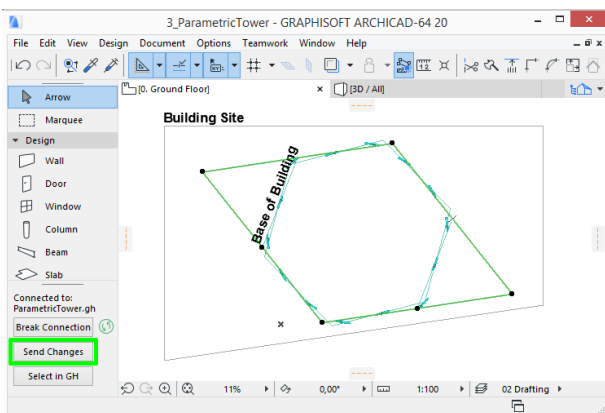 3_ParametricTower - GRAPHISOFT ARCHICAD-64 20
File Edit View Design Document Options Teamwork Window Help
[0. Ground Floor]
[3D / All]
Arrow
Marquee
Design
Wall
Door
Window
Column
Beam
Slab
Connected to:
ParametricTower.gh
Break Connection
Send Changes
Select in GH
Building Site
Base of Building
11%
0,00°
1:100
02 Drafting